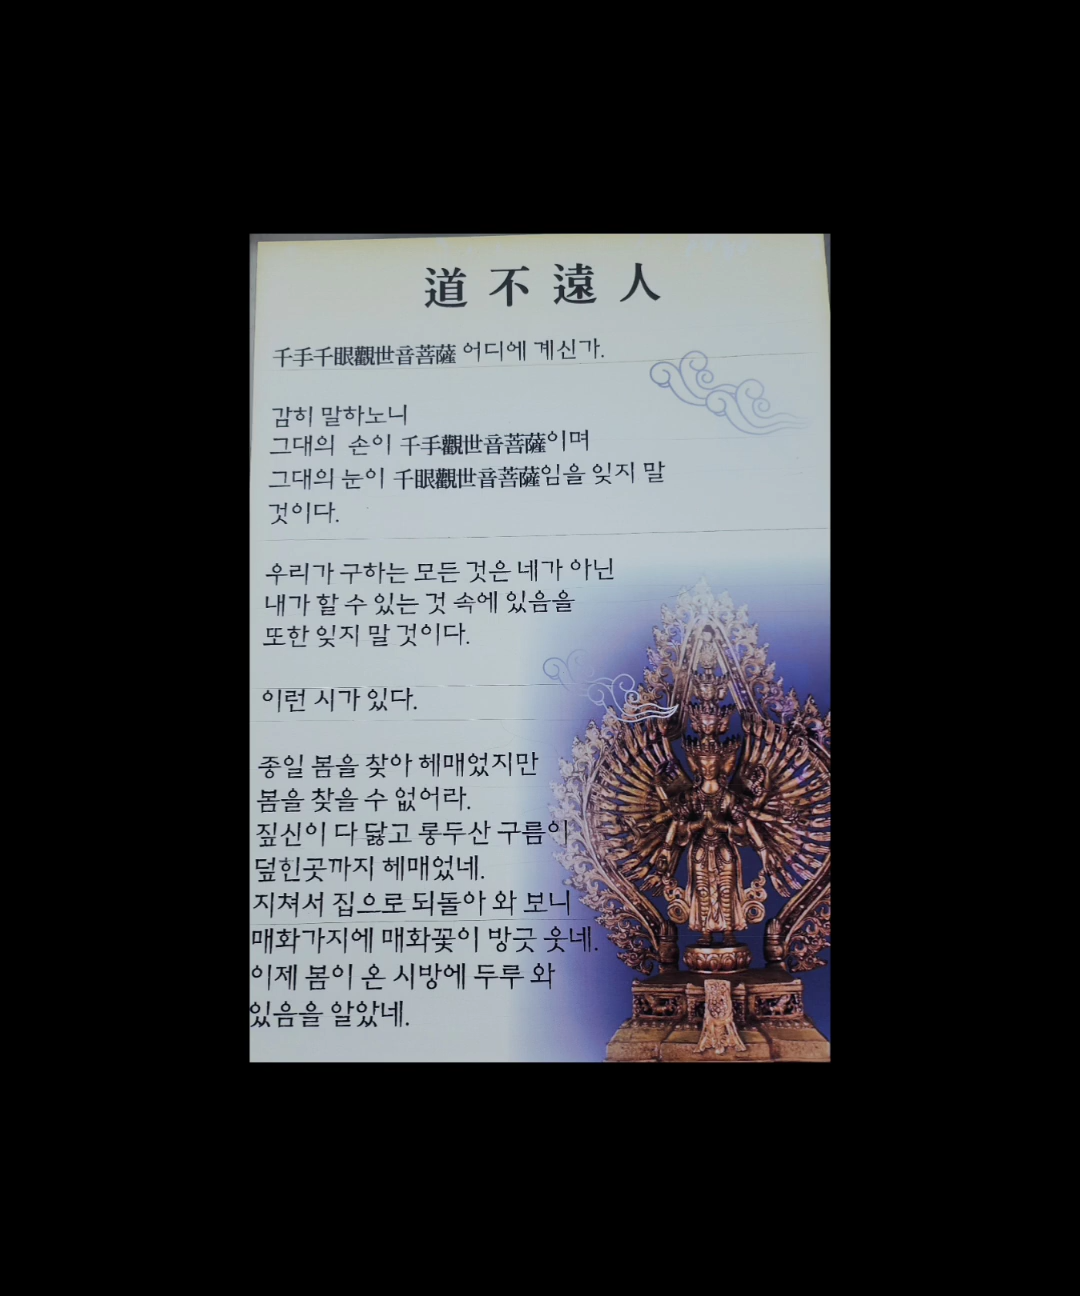 道不遠人
千手千眼觀世音菩薩 어디에 계신가.
감히 말하노니
그대의 손이 千手觀世音菩薩이며
그대의 눈이 千眼觀世音菩薩임을 잊지 말
것이다.
우리가 구하는 모든 것은 네가 아닌
내가 할 수 있는 것 속에 있음을
또한 잊지 말 것이다.
이런 시가 있다.
종일 봄을 찾아 헤매었지만
봄을 찾을 수 없어라.
짚신이 다 닳고 롱두산 구름이
덮힌곳까지 헤매었네.
지쳐서 집으로 되돌아 와 보니
매화가지에 매화꽃이 방긋 웃네.
이제 봄이 온 시방에 두루 와
있음을 알았네.